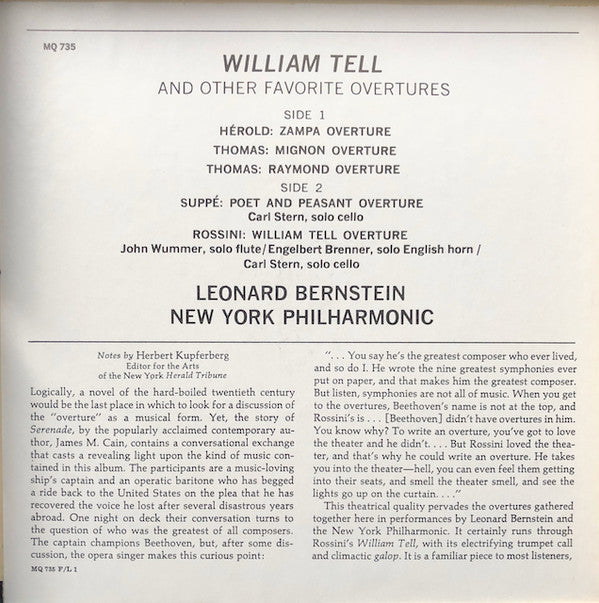 MQ 735
WILLIAM TELL
AND OTHER FAVORITE OVERTURES
SIDE 1
HÉROLD: ZAMPA OVERTURE
THOMAS: MIGNON OVERTURE
THOMAS: RAYMOND OVERTURE
SIDE 2
SUPPÉ: POET AND PEASANT OVERTURE
Carl Stern, solo cello
ROSSINI: WILLIAM TELL OVERTURE
John Wummer, solo flute/Engelbert Brenner, solo English horn /
Carl Stern, solo cello
LEONARD BERNSTEIN
NEW YORK PHILHARMONIC
Notes by Herbert Kupferberg
Editor for the Arts
of the New York Herald Tribune
Logically, a novel of the hard-boiled twentieth century
would be the last place in which to look for a discussion of
the "overture" as a musical form. Yet, the story of
Serenade, by the popularly acclaimed contemporary au-
thor, James M. Cain, contains a conversational exchange
that casts a revealing light upon the kind of music con-
tained in this album. The participants are a music-loving
ship's captain and an operatic baritone who has begged
a ride back to the United States on the plea that he has
recovered the voice he lost after several disastrous years
abroad. One night on deck their conversation turns to
the question of who was the greatest of all composers.
The captain champions Beethoven, but, after some dis-
cussion, the opera singer makes this curious point:
MQ 735 F/L 1
". . . You say he's the greatest composer who ever lived,
and so do I. He wrote the nine greatest symphonies ever
put on paper, and that makes him the greatest composer.
But listen, symphonies are not all of music. When you get
to the overtures, Beethoven's name is not at the top, and
Rossini's is . . . [Beethoven] didn't have overtures in him.
You know why? To write an overture, you've got to love
the theater and he didn't. . . . But Rossini loved the thea-
ter, and that's why he could write an overture. He takes
you into the theater—hell, you can even feel them getting
into their seats, and smell the theater smell, and see the
lights go up on the curtain. . . ."
This theatrical quality pervades the overtures gathered
together here in performances by Leonard Bernstein and
the New York Philharmonic. It certainly runs through
Rossini's William Tell, with its electrifying trumpet call
and climactic galop. It is a familiar piece to most listeners,